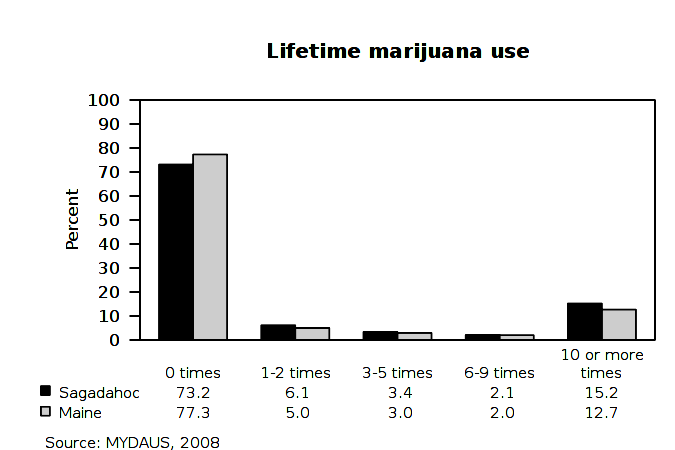 Lifetime marijuana use
100
90
80
70
60
50
40
30
20
10
0
Percent
0 times 1-2 times 3-5 times 6-9 times 10 or more times
Sagadahoc 73.2 6.1 3.4 2.1 15.2
Maine 77.3 5.0 3.0 2.0 12.7
Source: MYDAUS, 2008